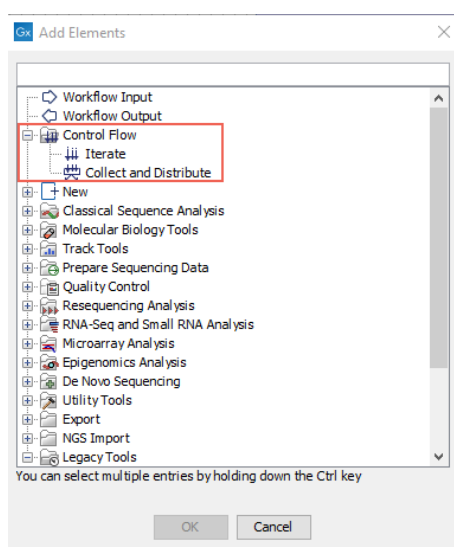 Gx Add Elements
Workflow Input
Workflow Output
Control Flow
Iterate
Collect and Distribute
New
Classical Sequence Analysis
Molecular Biology Tools
Track Tools
Prepare Sequencing Data
Quality Control
Resequencing Analysis
RNA-Seq and Small RNA Analysis
Microarray Analysis
Epigenomics Analysis
De Novo Sequencing
Utility Tools
Export
NGS Import
Legacy Tools
You can select multiple entries by holding down the Ctrl key
OK Cancel